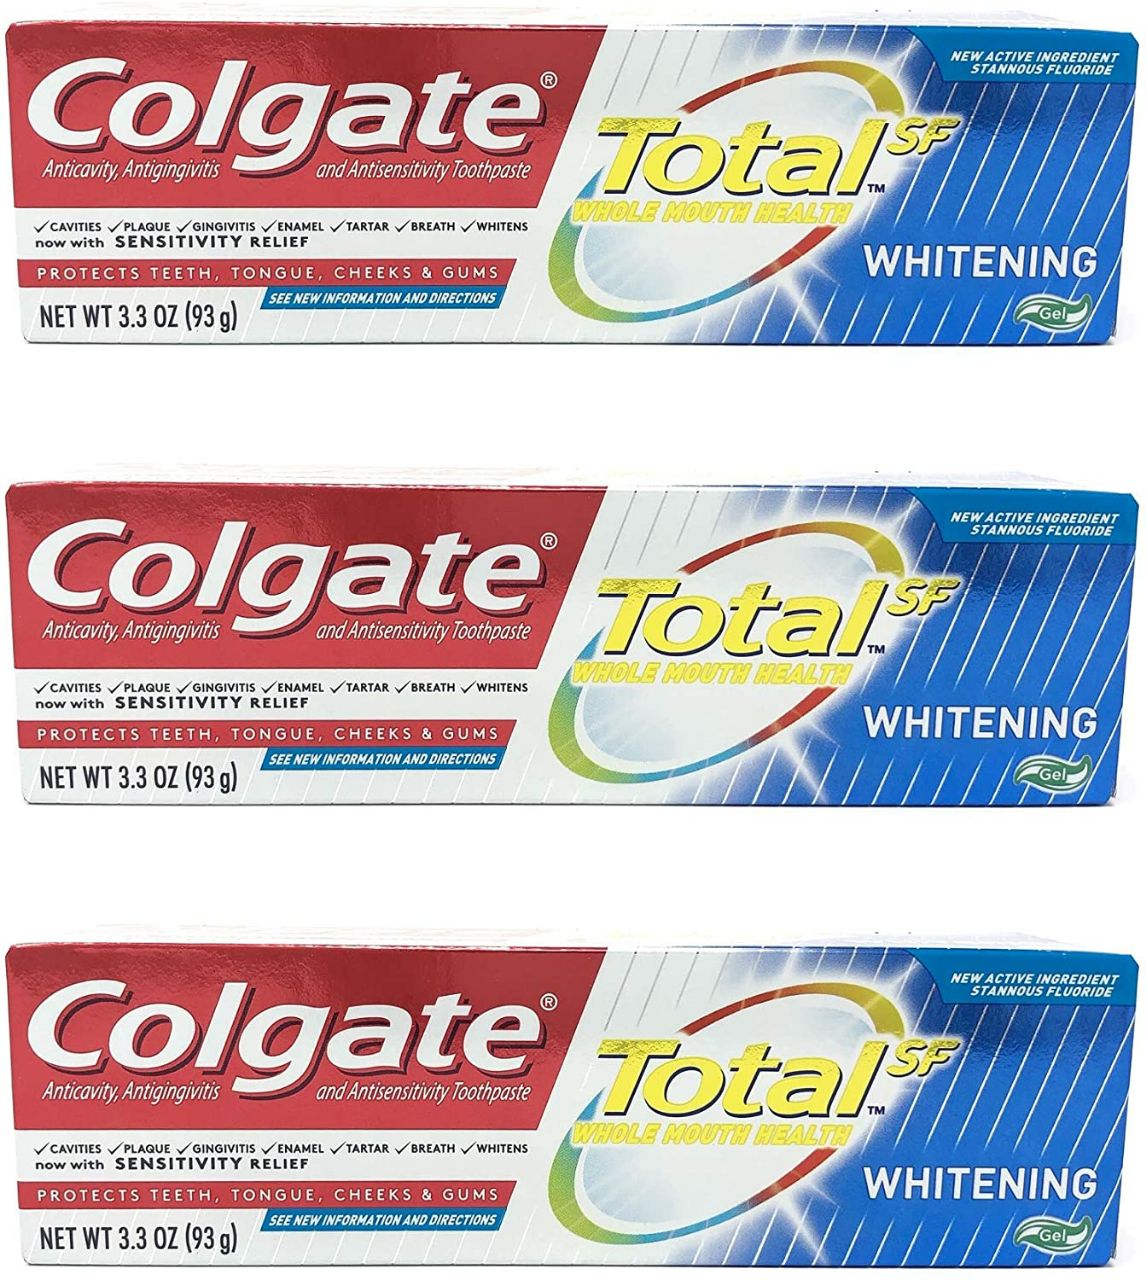 Colgate®
Anticavity, Antigingivitis and Antisensitivity Toothpaste
✓CAVITIES ✓PLAQUE ✓GINGIVITIS ✓ENAMEL ✓TARTAR ✓BREATH ✓WHITENS
now with SENSITIVITY RELIEF
PROTECTS TEETH, TONGUE, CHEEKS & GUMS
SEE NEW INFORMATION AND DIRECTIONS
NET WT 3.3 OZ (93 g)
NEW ACTIVE INGREDIENT
STANNOUS FLUORIDE
Total SF™
WHOLE MOUTH HEALTH
WHITENING
Gel
Colgate®
Anticavity, Antigingivitis and Antisensitivity Toothpaste
✓CAVITIES ✓PLAQUE ✓GINGIVITIS ✓ENAMEL ✓TARTAR ✓BREATH ✓WHITENS
now with SENSITIVITY RELIEF
PROTECTS TEETH, TONGUE, CHEEKS & GUMS
SEE NEW INFORMATION AND DIRECTIONS
NET WT 3.3 OZ (93 g)
NEW ACTIVE INGREDIENT
STANNOUS FLUORIDE
Total SF™
WHOLE MOUTH HEALTH
WHITENING
Gel
Colgate®
Anticavity, Antigingivitis and Antisensitivity Toothpaste
✓CAVITIES ✓PLAQUE ✓GINGIVITIS ✓ENAMEL ✓TARTAR ✓BREATH ✓WHITENS
now with SENSITIVITY RELIEF
PROTECTS TEETH, TONGUE, CHEEKS & GUMS
SEE NEW INFORMATION AND DIRECTIONS
NET WT 3.3 OZ (93 g)
NEW ACTIVE INGREDIENT
STANNOUS FLUORIDE
Total SF™
WHOLE MOUTH HEALTH
WHITENING
Gel